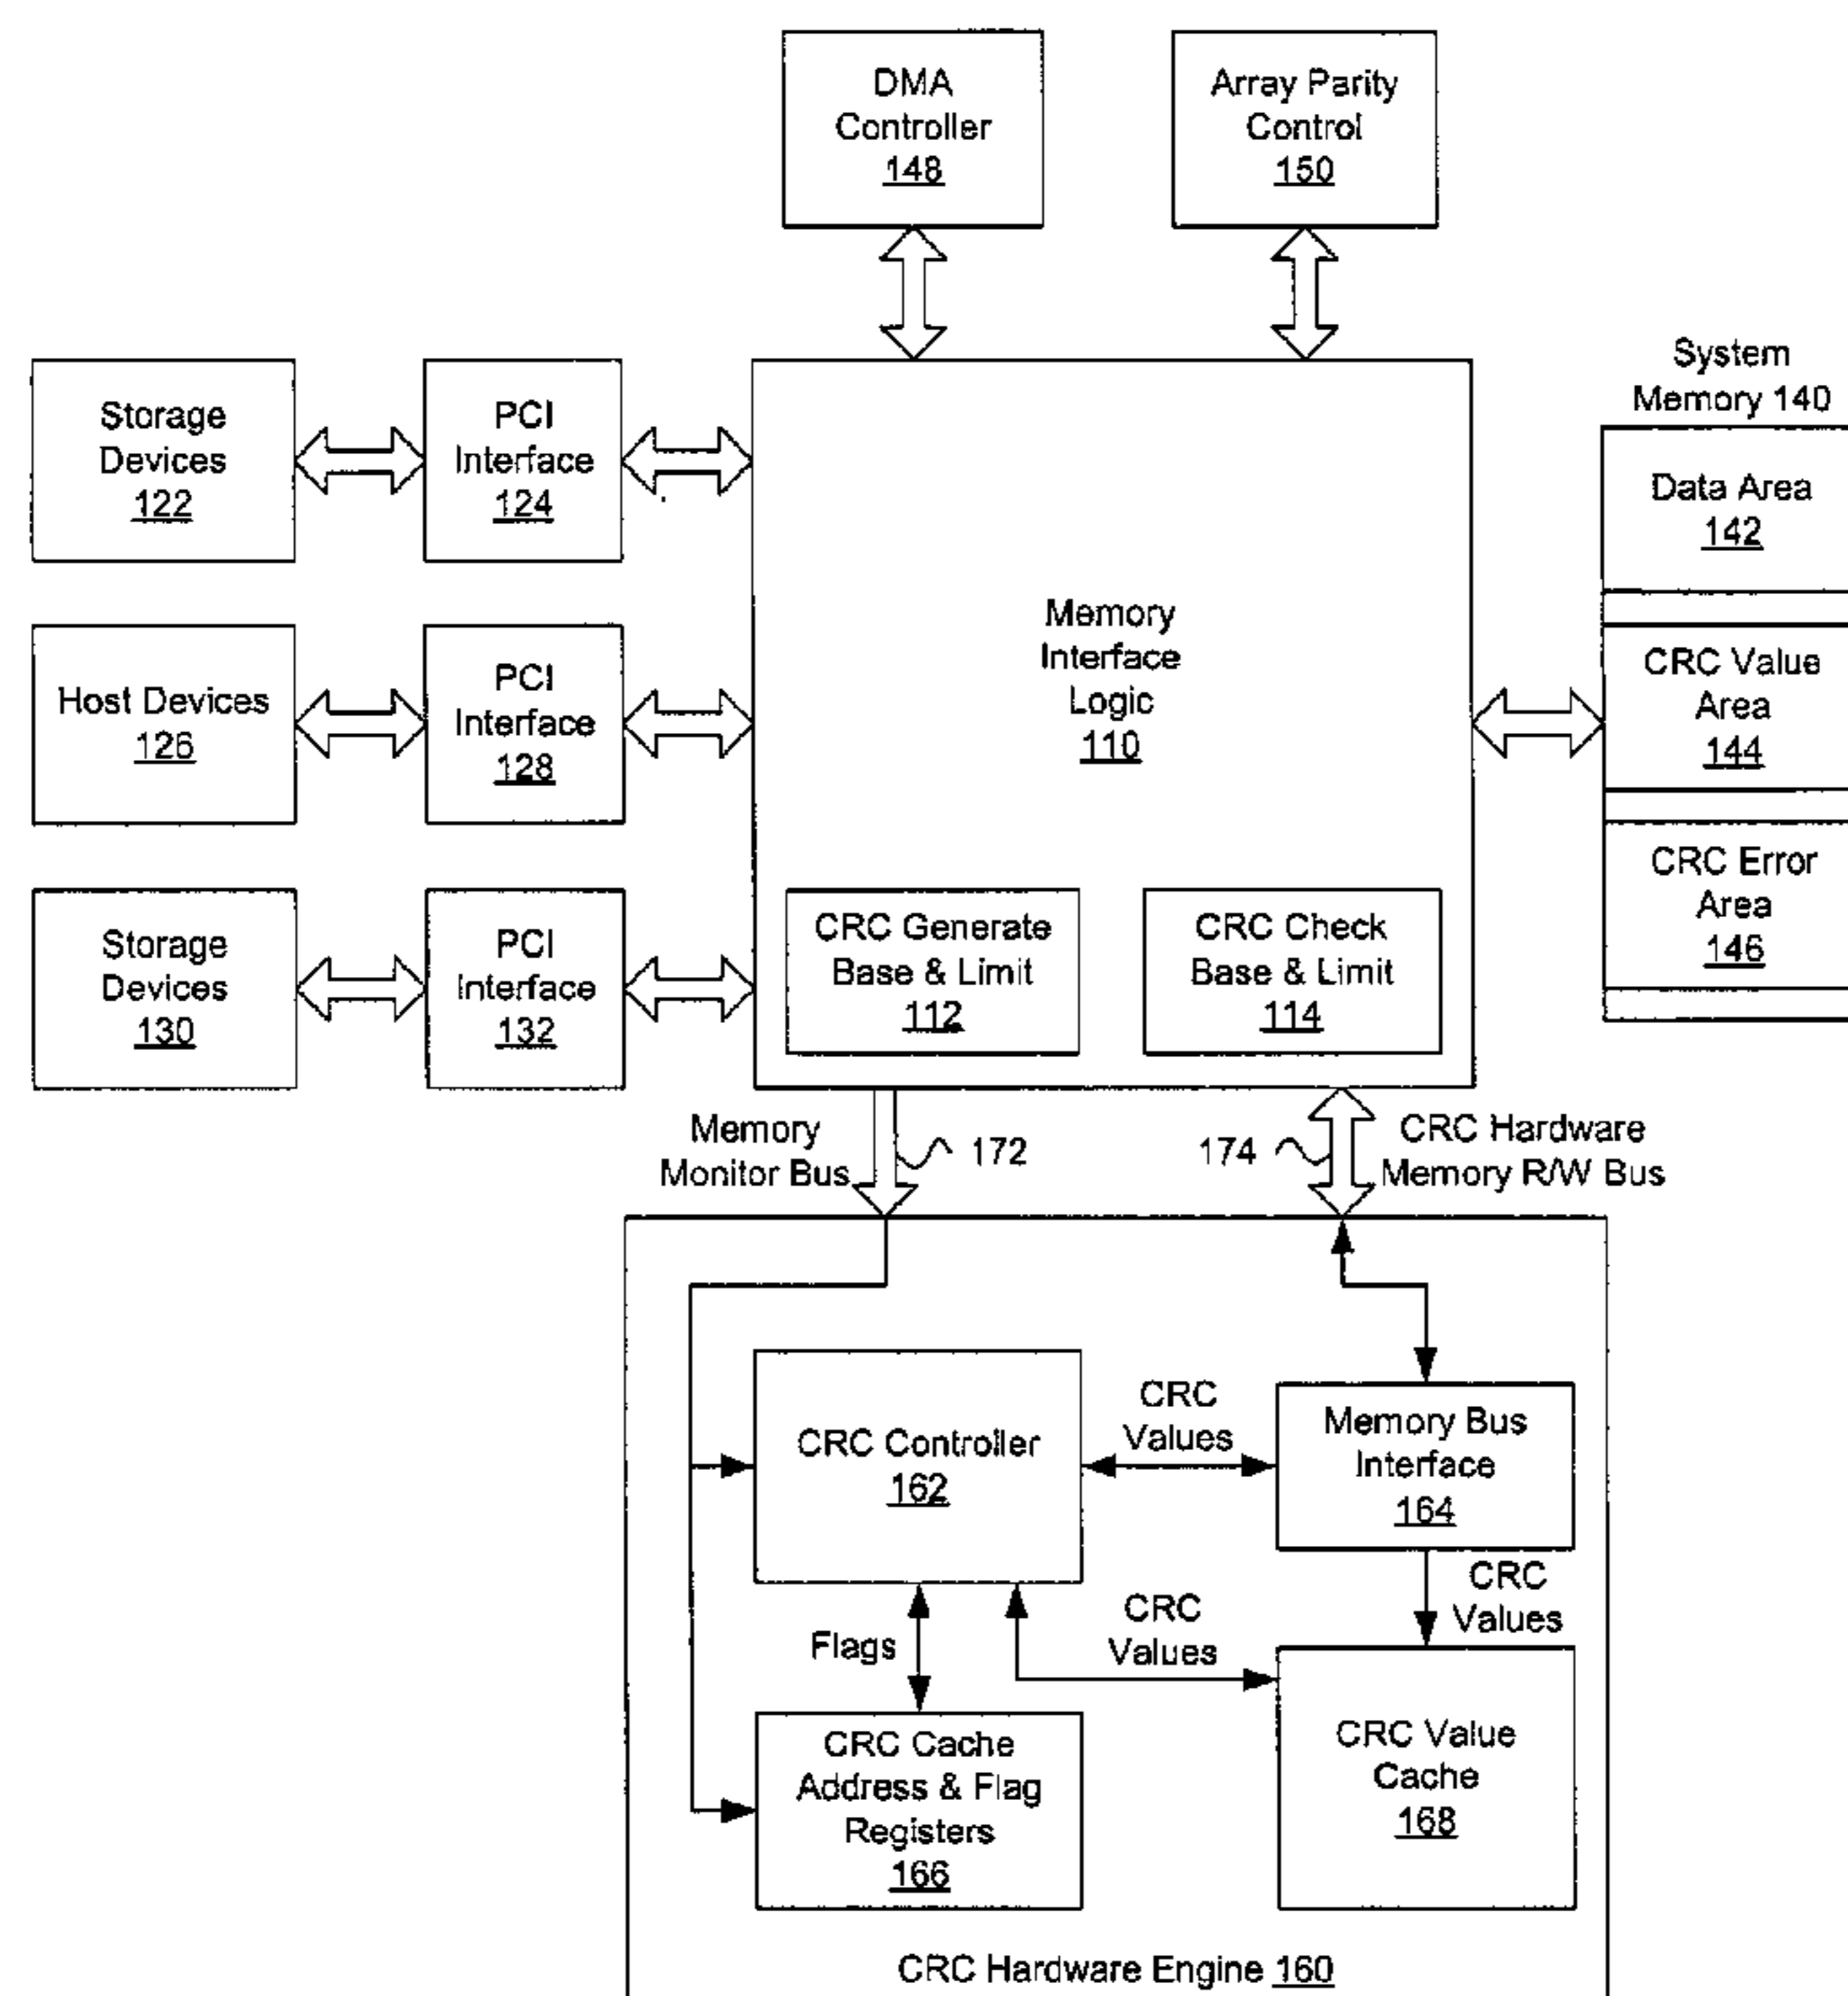 DMA
Controller
148
Array Parity
Control
150
System
Memory 140
Storage
Devices
122
PCI
Interface
124
Data Area
142
Memory
Interface
Logic
110
Host Devices
126
PCI
Interface
128
CRC Value
Area
144
CRC Error
Area
146
Storage
Devices
130
PCI
Interface
132
CRC Generate
Base & Limit
112
CRC Check
Base & Limit
114
Memory
Monitor Bus
172
174
CRC Hardware
Memory R/W Bus
CRC Controller
162
CRC
Values
Memory Bus
Interface
164
Flags
CRC
Values
CRC
Values
CRC Cache
Address & Flag
Registers
166
CRC Value
Cache
168
CRC Hardware Engine 160